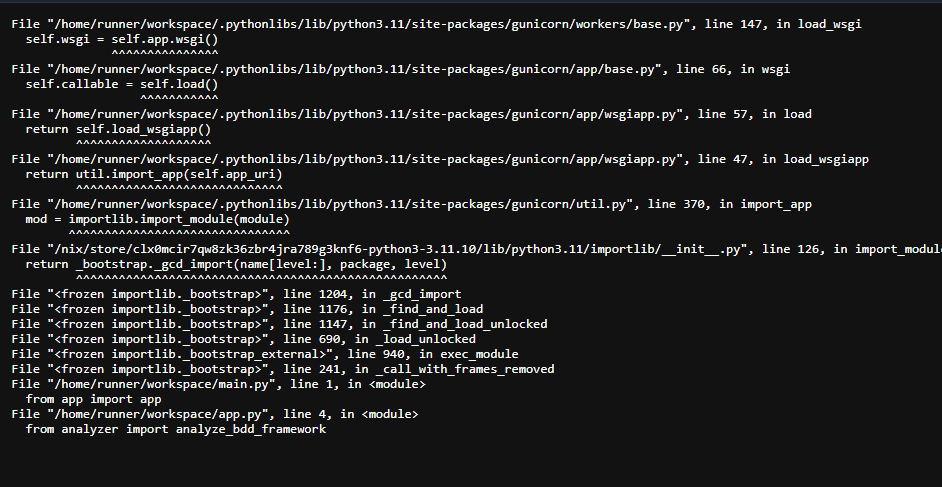 File "/home/runner/workspace/.pythonlibs/lib/python3.11/site-packages/gunicorn/workers/base.py", line 147, in load_wsgi
self.wsgi = self.app.wsgi()
^^^^^^^^^^^^^^^
File "/home/runner/workspace/.pythonlibs/lib/python3.11/site-packages/gunicorn/app/base.py", line 66, in wsgi
self.callable = self.load()
^^^^^^^^^^^
File "/home/runner/workspace/.pythonlibs/lib/python3.11/site-packages/gunicorn/app/wsgiapp.py", line 57, in load
return self.load_wsgiapp()
^^^^^^^^^^^^^^^^^^^
File "/home/runner/workspace/.pythonlibs/lib/python3.11/site-packages/gunicorn/app/wsgiapp.py", line 47, in load_wsgiapp
return util.import_app(self.app_uri)
^^^^^^^^^^^^^^^^^^^^^^^^^^^^^
File "/home/runner/workspace/.pythonlibs/lib/python3.11/site-packages/gunicorn/util.py", line 370, in import_app
mod = importlib.import_module(module)
^^^^^^^^^^^^^^^^^^^^^^^^^^^^^^^
File "/nix/store/clx0mcir7qw8zk36zbr4jra789g3knf6-python3-3.11.10/lib/python3.11/importlib/__init__.py", line 126, in import_modul
return _bootstrap._gcd_import(name[level:], package, level)
^^^^^^^^^^^^^^^^^^^^^^^^^^^^^^^^^^^^^^^^^^^^^^^^^^^^
File "<frozen importlib._bootstrap>", line 1204, in _gcd_import
File "<frozen importlib._bootstrap>", line 1176, in _find_and_load
File "<frozen importlib._bootstrap>", line 1147, in _find_and_load_unlocked
File "<frozen importlib._bootstrap>", line 690, in _load_unlocked
File "<frozen importlib._bootstrap_external>", line 940, in exec_module
File "<frozen importlib._bootstrap>", line 241, in _call_with_frames_removed
File "/home/runner/workspace/main.py", line 1, in <module>
from app import app
File "/home/runner/workspace/app.py", line 4, in <module>
from analyzer import analyze_bdd_framework